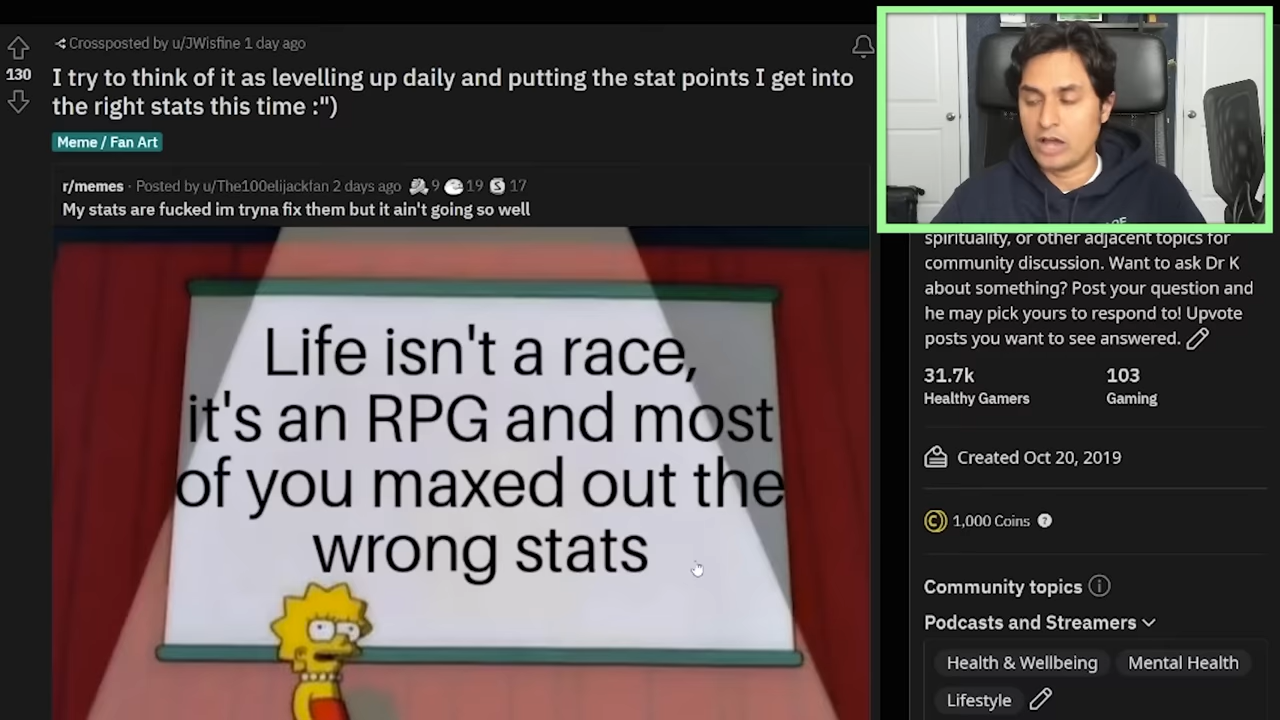 Crossposted by u/JWisfine 1 day ago
130
I try to think of it as levelling up daily and putting the stat points I get into
the right stats this time :")
Meme / Fan Art
r/memes · Posted by u/The100elijackfan 2 days ago 9 19 S 17
My stats are fucked im tryna fix them but it ain't going so well
Life isn't a race,
it's an RPG and most
of you maxed out the
wrong stats
spirituality, or other adjacent topics for
community discussion. Want to ask Dr K
about something? Post your question and
he may pick yours to respond to! Upvote
posts you want to see answered.
31.7k
Healthy Gamers
103
Gaming
Created Oct 20, 2019
1,000 Coins ?
Community topics
Podcasts and Streamers
Health & Wellbeing
Mental Health
Lifestyle